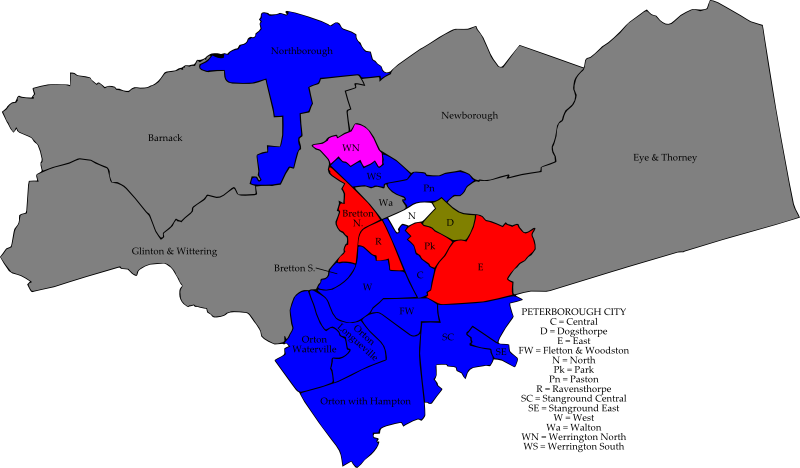 Northborough
Barnack
Newborough
Eye & Thorney
WN
WS
Pn
Wa
N
D
Bretton
N.
R
Pk
E
Glinton & Wittering
Bretton S.
W
C
FW
SC
SE
Orton
Waterville
Orton
Longueville
Orton with Hampton
PETERBOROUGH CITY
C = Central
D = Dogsthorpe
E = East
FW = Fletton & Woodston
N = North
Pk = Park
Pn = Paston
R = Ravensthorpe
SC = Stanground Central
SE = Stanground East
W = West
Wa = Walton
WN = Werrington North
WS = Werrington South